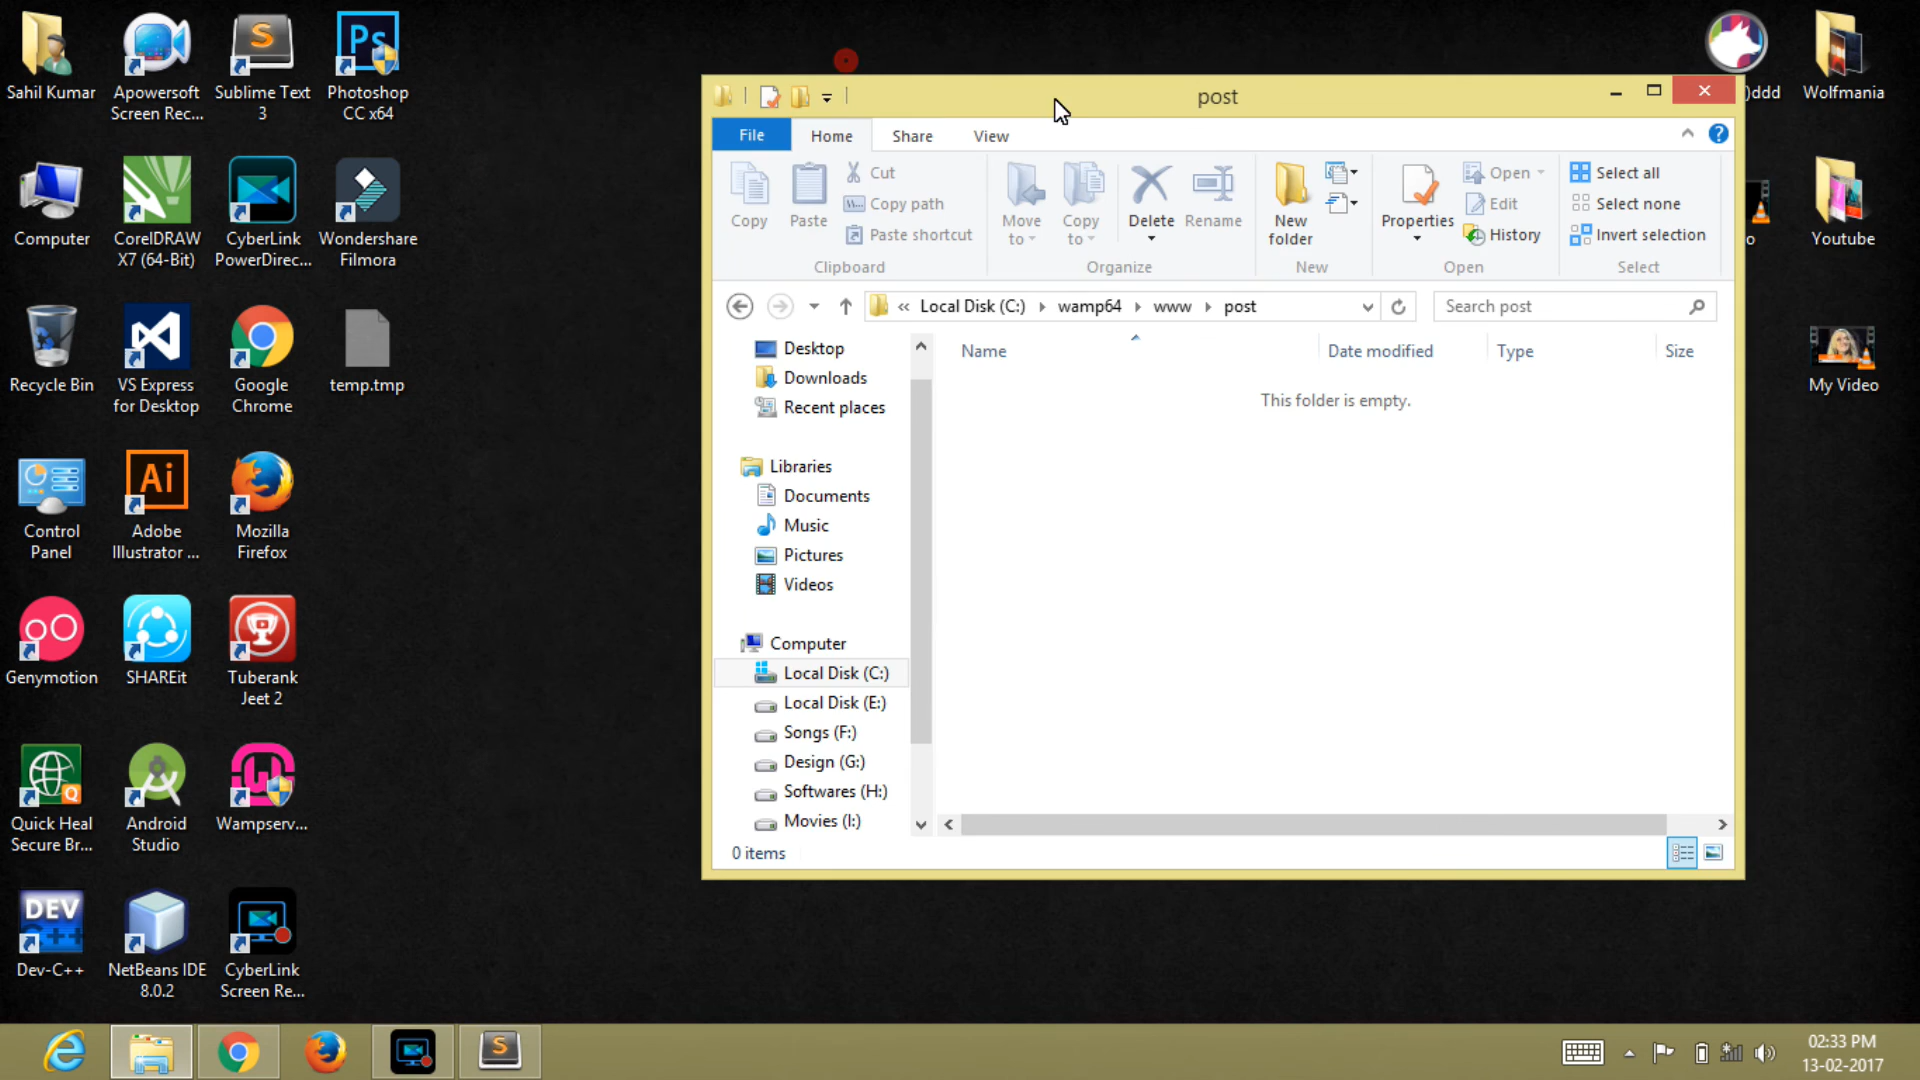 Sahil Kumar
Apowersoft
Screen Rec...
Sublime Text
3
Photoshop
CC x64
Computer
CorelDRAW
X7 (64-Bit)
CyberLink
PowerDirec...
Wondershare
Filmora
Recycle Bin
VS Express
for Desktop
Google
Chrome
temp.tmp
Control
Panel
Adobe
Illustrator ...
Mozilla
Firefox
Genymotion
SHAREit
Tuberank
Jeet 2
Quick Heal
Secure Br...
Android
Studio
Wampserv...
Dev-C++
NetBeans IDE
8.0.2
CyberLink
Screen Re...
post
File
Home
Share
View
Copy
Paste
Cut
Copy path
Paste shortcut
Clipboard
Move
to
Copy
to
Delete
Rename
Organize
New
folder
New
Properties
Open
Edit
History
Open
Select all
Select none
Invert selection
Select
« Local Disk (C:)
wamp64
www
post
Search post
Desktop
Downloads
Recent places
Libraries
Documents
Music
Pictures
Videos
Computer
Local Disk (C:)
Local Disk (E:)
Songs (F:)
Design (G:)
Softwares (H:)
Movies (I:)
Name
Date modified
Type
Size
This folder is empty.
0 items
)ddd
Wolfmania
o
Youtube
My Video
Ps
Ai
DEV
C++
02:33 PM
13-02-2017